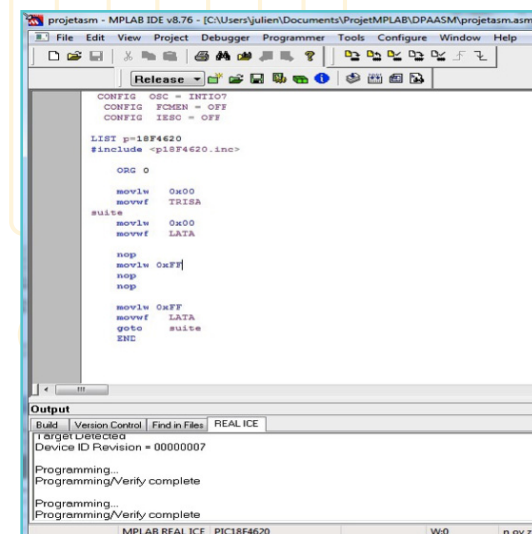 projetasm - MPLAB IDE v8.76 - [C:\Users\julien\Documents\ProjetMPLAB\DPAASM\projetasm.asm
File Edit View Project Debugger Programmer Tools Configure Window Help
Release
CONFIG OSC = INTIO7
CONFIG FCMEN = OFF
CONFIG IESO = OFF
LIST p=18F4620
#include <p18F4620.inc>
ORG 0
movlw 0x00
movwf TRISA
suite
movlw 0x00
movwf LATA
nop
movlw 0xFF
nop
nop
movlw 0xFF
movwf LATA
goto suite
END
Output
Build Version Control Find in Files REAL ICE
Target Detected
Device ID Revision = 00000007
Programming...
Programming/Verify complete
Programming...
Programming/Verify complete
MPLAB REAL ICE PIC18F4620 W:0 n ov z